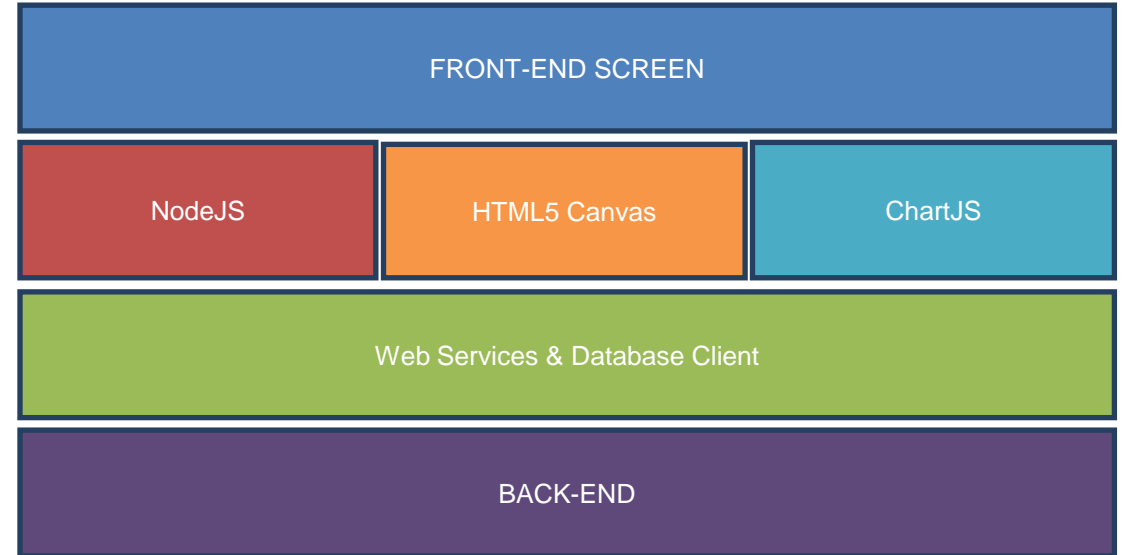 FRONT-END SCREEN
NodeJS
HTML5 Canvas
ChartJS
Web Services & Database Client
BACK-END